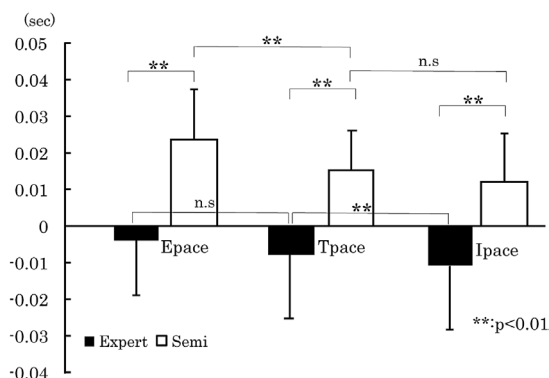 (sec)
0.05
0.04
0.03
0.02
0.01
0
-0.01
-0.02
-0.03
-0.04
**
**
**
n.s
**
n.s
**
Epace
Tpace
Ipace
**:p<0.01
Expert
Semi